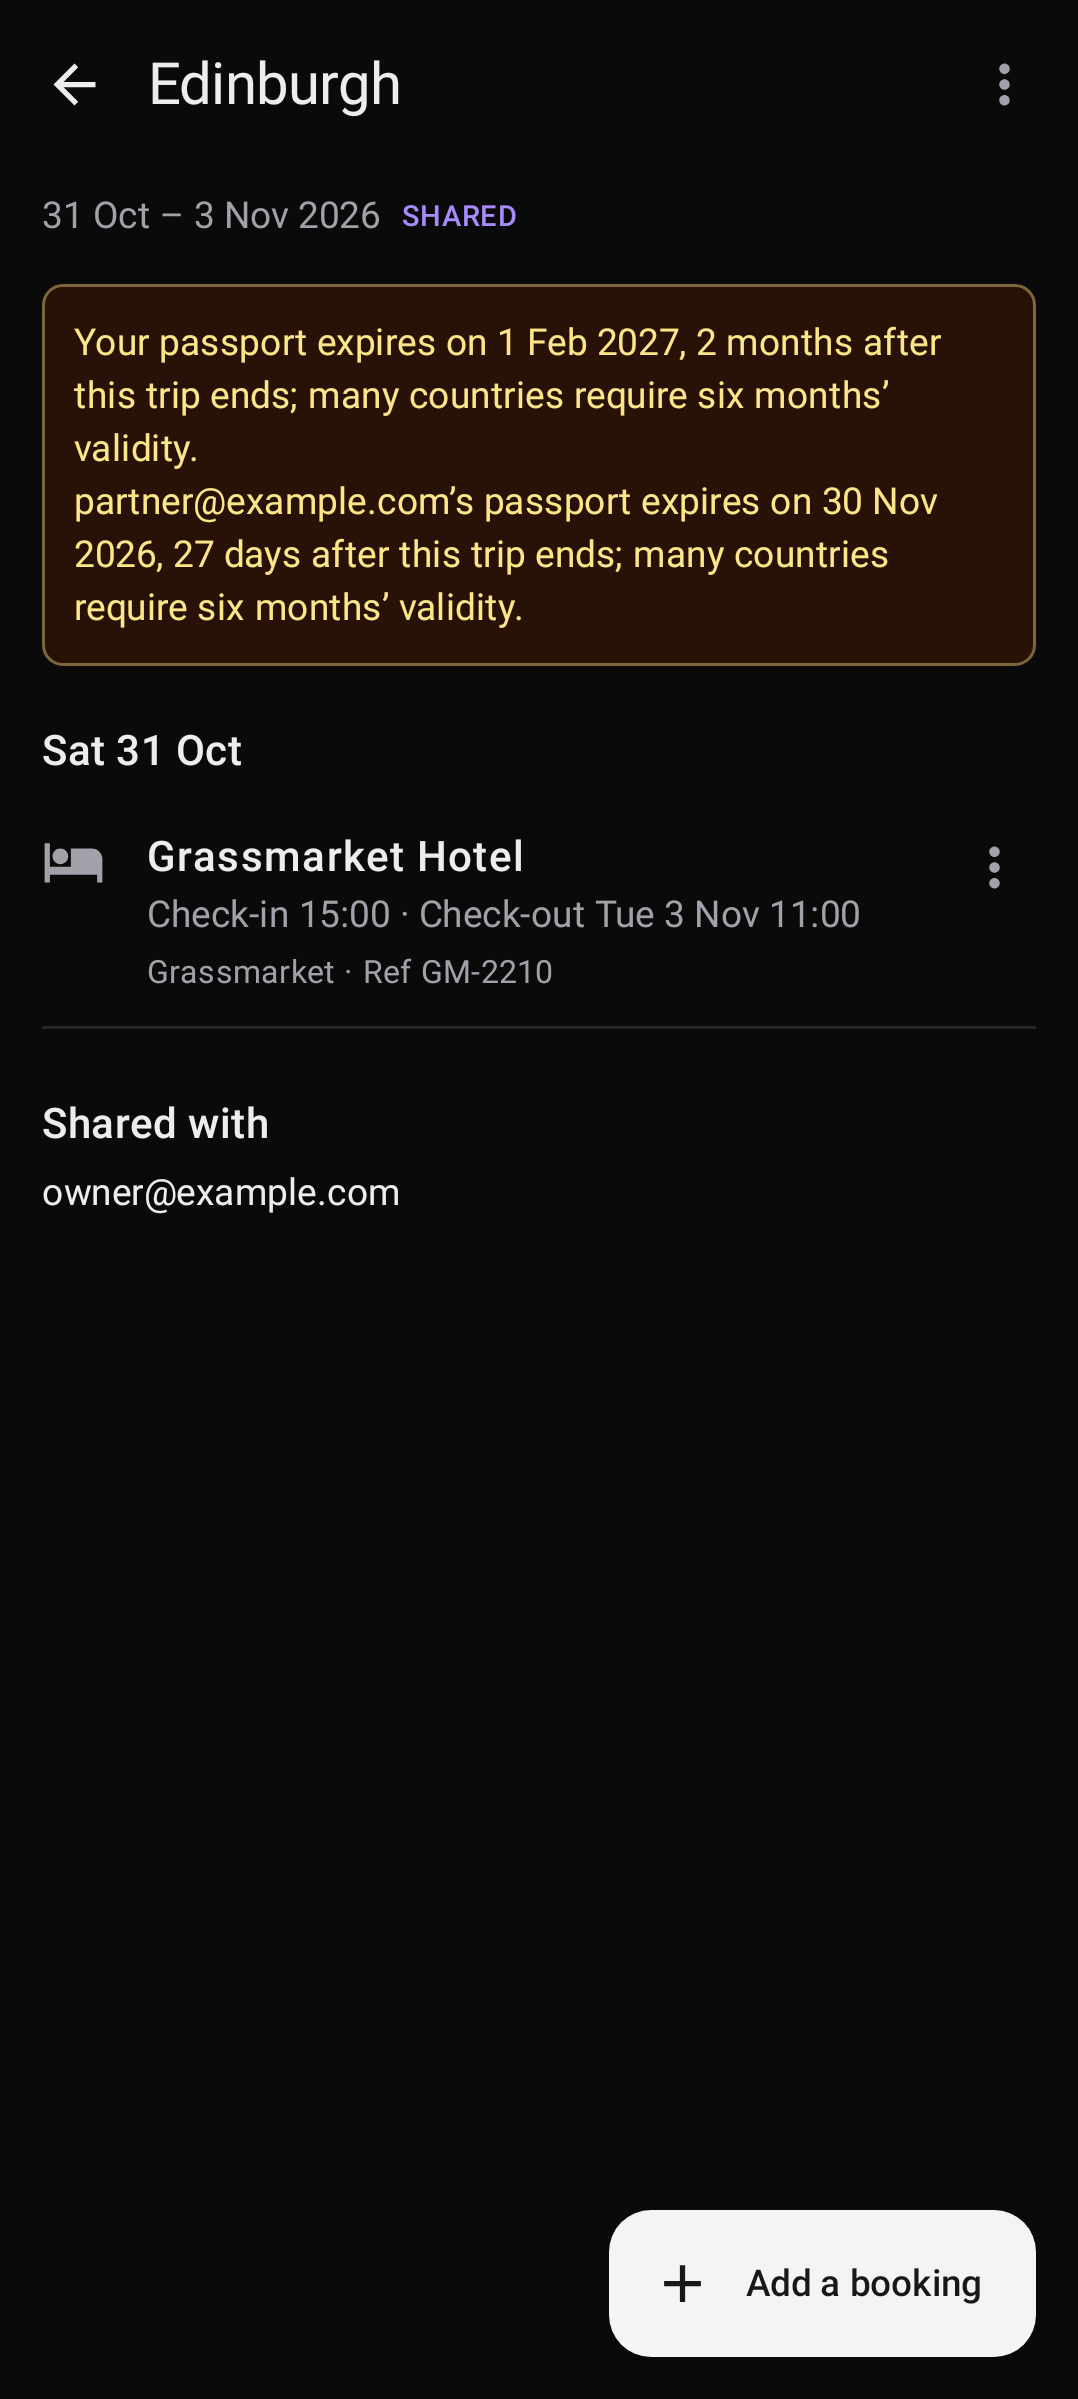 Edinburgh
31 Oct – 3 Nov 2026 SHARED
Your passport expires on 1 Feb 2027, 2 months after
this trip ends; many countries require six months’
validity.
partner@example.com’s passport expires on 30 Nov
2026, 27 days after this trip ends; many countries
require six months’ validity.
Sat 31 Oct
Grassmarket Hotel
Check-in 15:00 · Check-out Tue 3 Nov 11:00
Grassmarket · Ref GM-2210
Shared with
owner@example.com
Add a booking